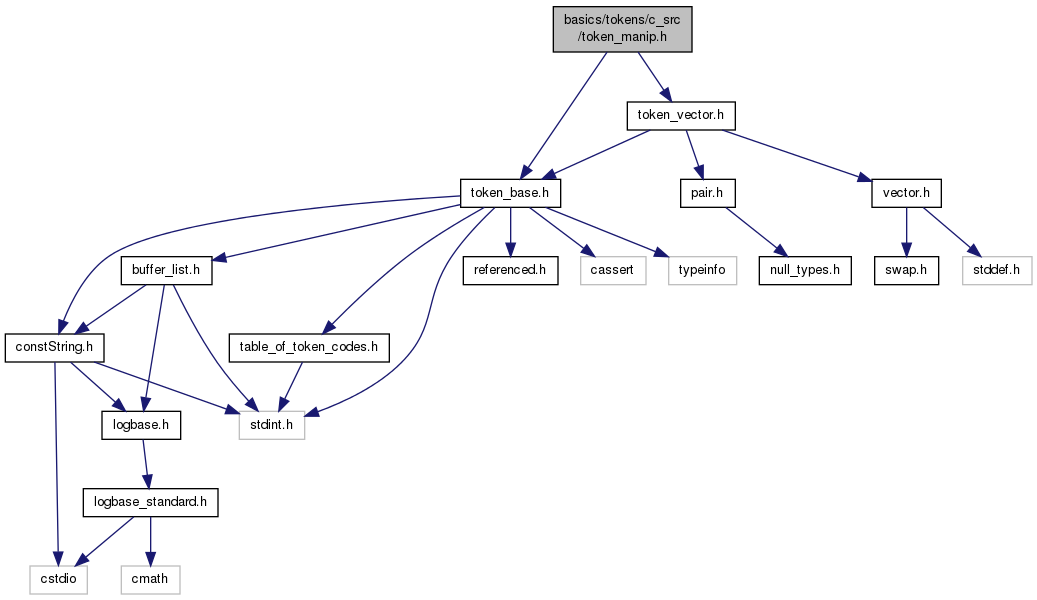 basics/tokens/c_src
/token_manip.h
token_vector.h
token_base.h
pair.h
vector.h
buffer_list.h
referenced.h
cassert
typeinfo
null_types.h
swap.h
stddef.h
constString.h
table_of_token_codes.h
logbase.h
stdint.h
logbase_standard.h
cstdio
cmath